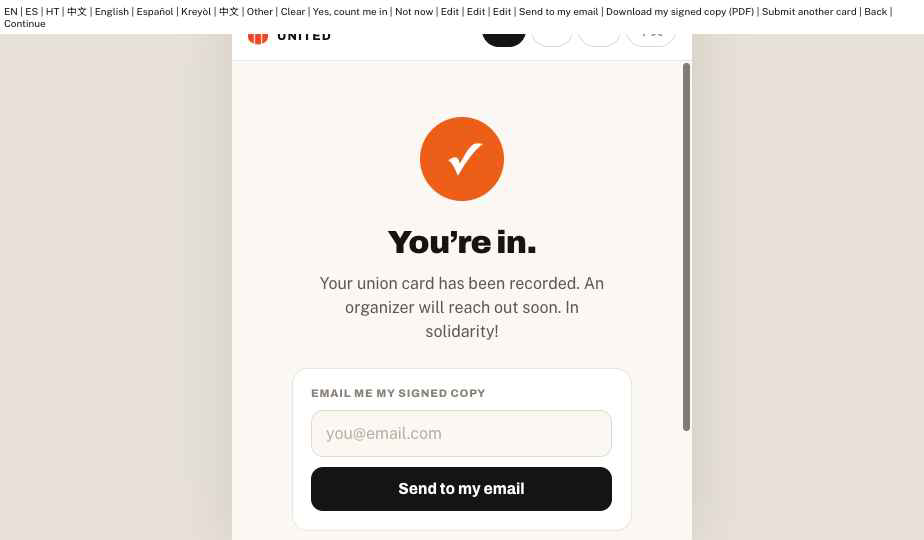 EN | ES | HT | 中文 | English | Español | Kreyòl | 中文 | Other | Clear | Yes, count me in | Not now | Edit | Edit | Edit | Send to my email | Download my signed copy (PDF) | Submit another card | Back |
Continue
UNITED
You're in.
Your union card has been recorded. An
organizer will reach out soon. In
solidarity!
EMAIL ME MY SIGNED COPY
you@email.com
Send to my email